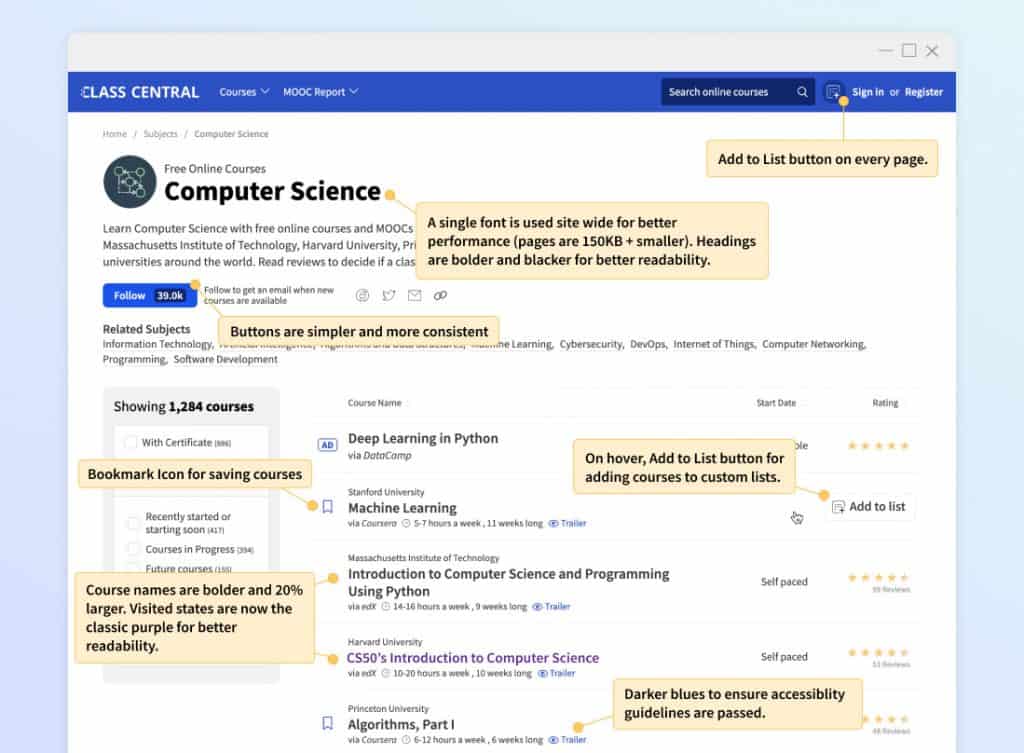 CLASS CENTRAL
Courses
MOOC Report
Search online courses
Sign in or Register
Home / Subjects / Computer Science
Add to List button on every page.
Free Online Courses
Computer Science
A single font is used site wide for better
performance (pages are 150KB + smaller). Headings
are bolder and blacker for better readability.
Learn Computer Science with free online courses and MOOCs
Massachusetts Institute of Technology, Harvard University, Pri
universities around the world. Read reviews to decide if a clas
Follow 39.0k
Follow to get an email when new
courses are available
Buttons are simpler and more consistent
Related Subjects
Information Technology, Artificial Intelligence, Algorithms and Data Structures, Machine Learning, Cybersecurity, DevOps, Internet of Things, Computer Networking,
Programming, Software Development
Showing 1,284 courses
Course Name
Start Date
Rating
With Certificate (886)
AD
Deep Learning in Python
via DataCamp
ble
On hover, Add to List button for
adding courses to custom lists.
Bookmark Icon for saving courses
Stanford University
Machine Learning
via Coursera 5-7 hours a week , 11 weeks long Trailer
Add to list
Recently started or
starting soon (417)
Courses in Progress (394)
Future courses (155)
Massachusetts Institute of Technology
Introduction to Computer Science and Programming
Using Python
via edX 14-16 hours a week , 9 weeks long Trailer
Self paced
99 Reviews
Course names are bolder and 20%
larger. Visited states are now the
classic purple for better
readability.
Harvard University
CS50's Introduction to Computer Science
via edX 10-20 hours a week , 10 weeks long Trailer
Self paced
51 Reviews
Darker blues to ensure accessiblity
guidelines are passed.
Princeton University
Algorithms, Part I
via Coursera 6-12 hours a week , 6 weeks long Trailer
48 Reviews